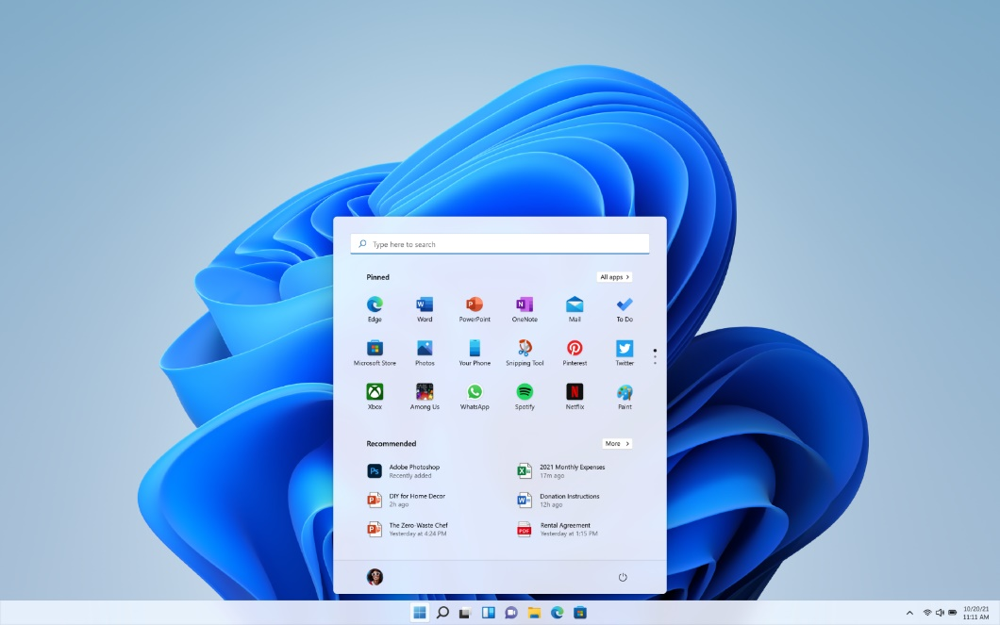 Type here to search
Pinned
All apps >
Edge
Word
PowerPoint
OneNote
Mail
To Do
Microsoft Store
Photos
Your Phone
Snipping Tool
Pinterest
Twitter
Xbox
Among Us
WhatsApp
Spotify
Netflix
Paint
Recommended
More >
Adobe Photoshop
Recently added
2021 Monthly Expenses
17m ago
DIY for Home Decor
2h ago
Donation Instructions
12h ago
The Zero-Waste Chef
Yesterday at 4:24 PM
Rental Agreement
Yesterday at 1:15 PM
10/20/21
11:11 AM